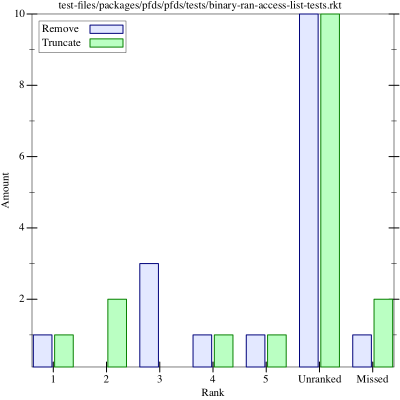 test-files/packages/pfds/pfds/tests/binary-ran-access-list-tests.rkt
Remove
Truncate
10
8
6
4
2
Amount
1 2 3 4 5 Unranked Missed
Rank